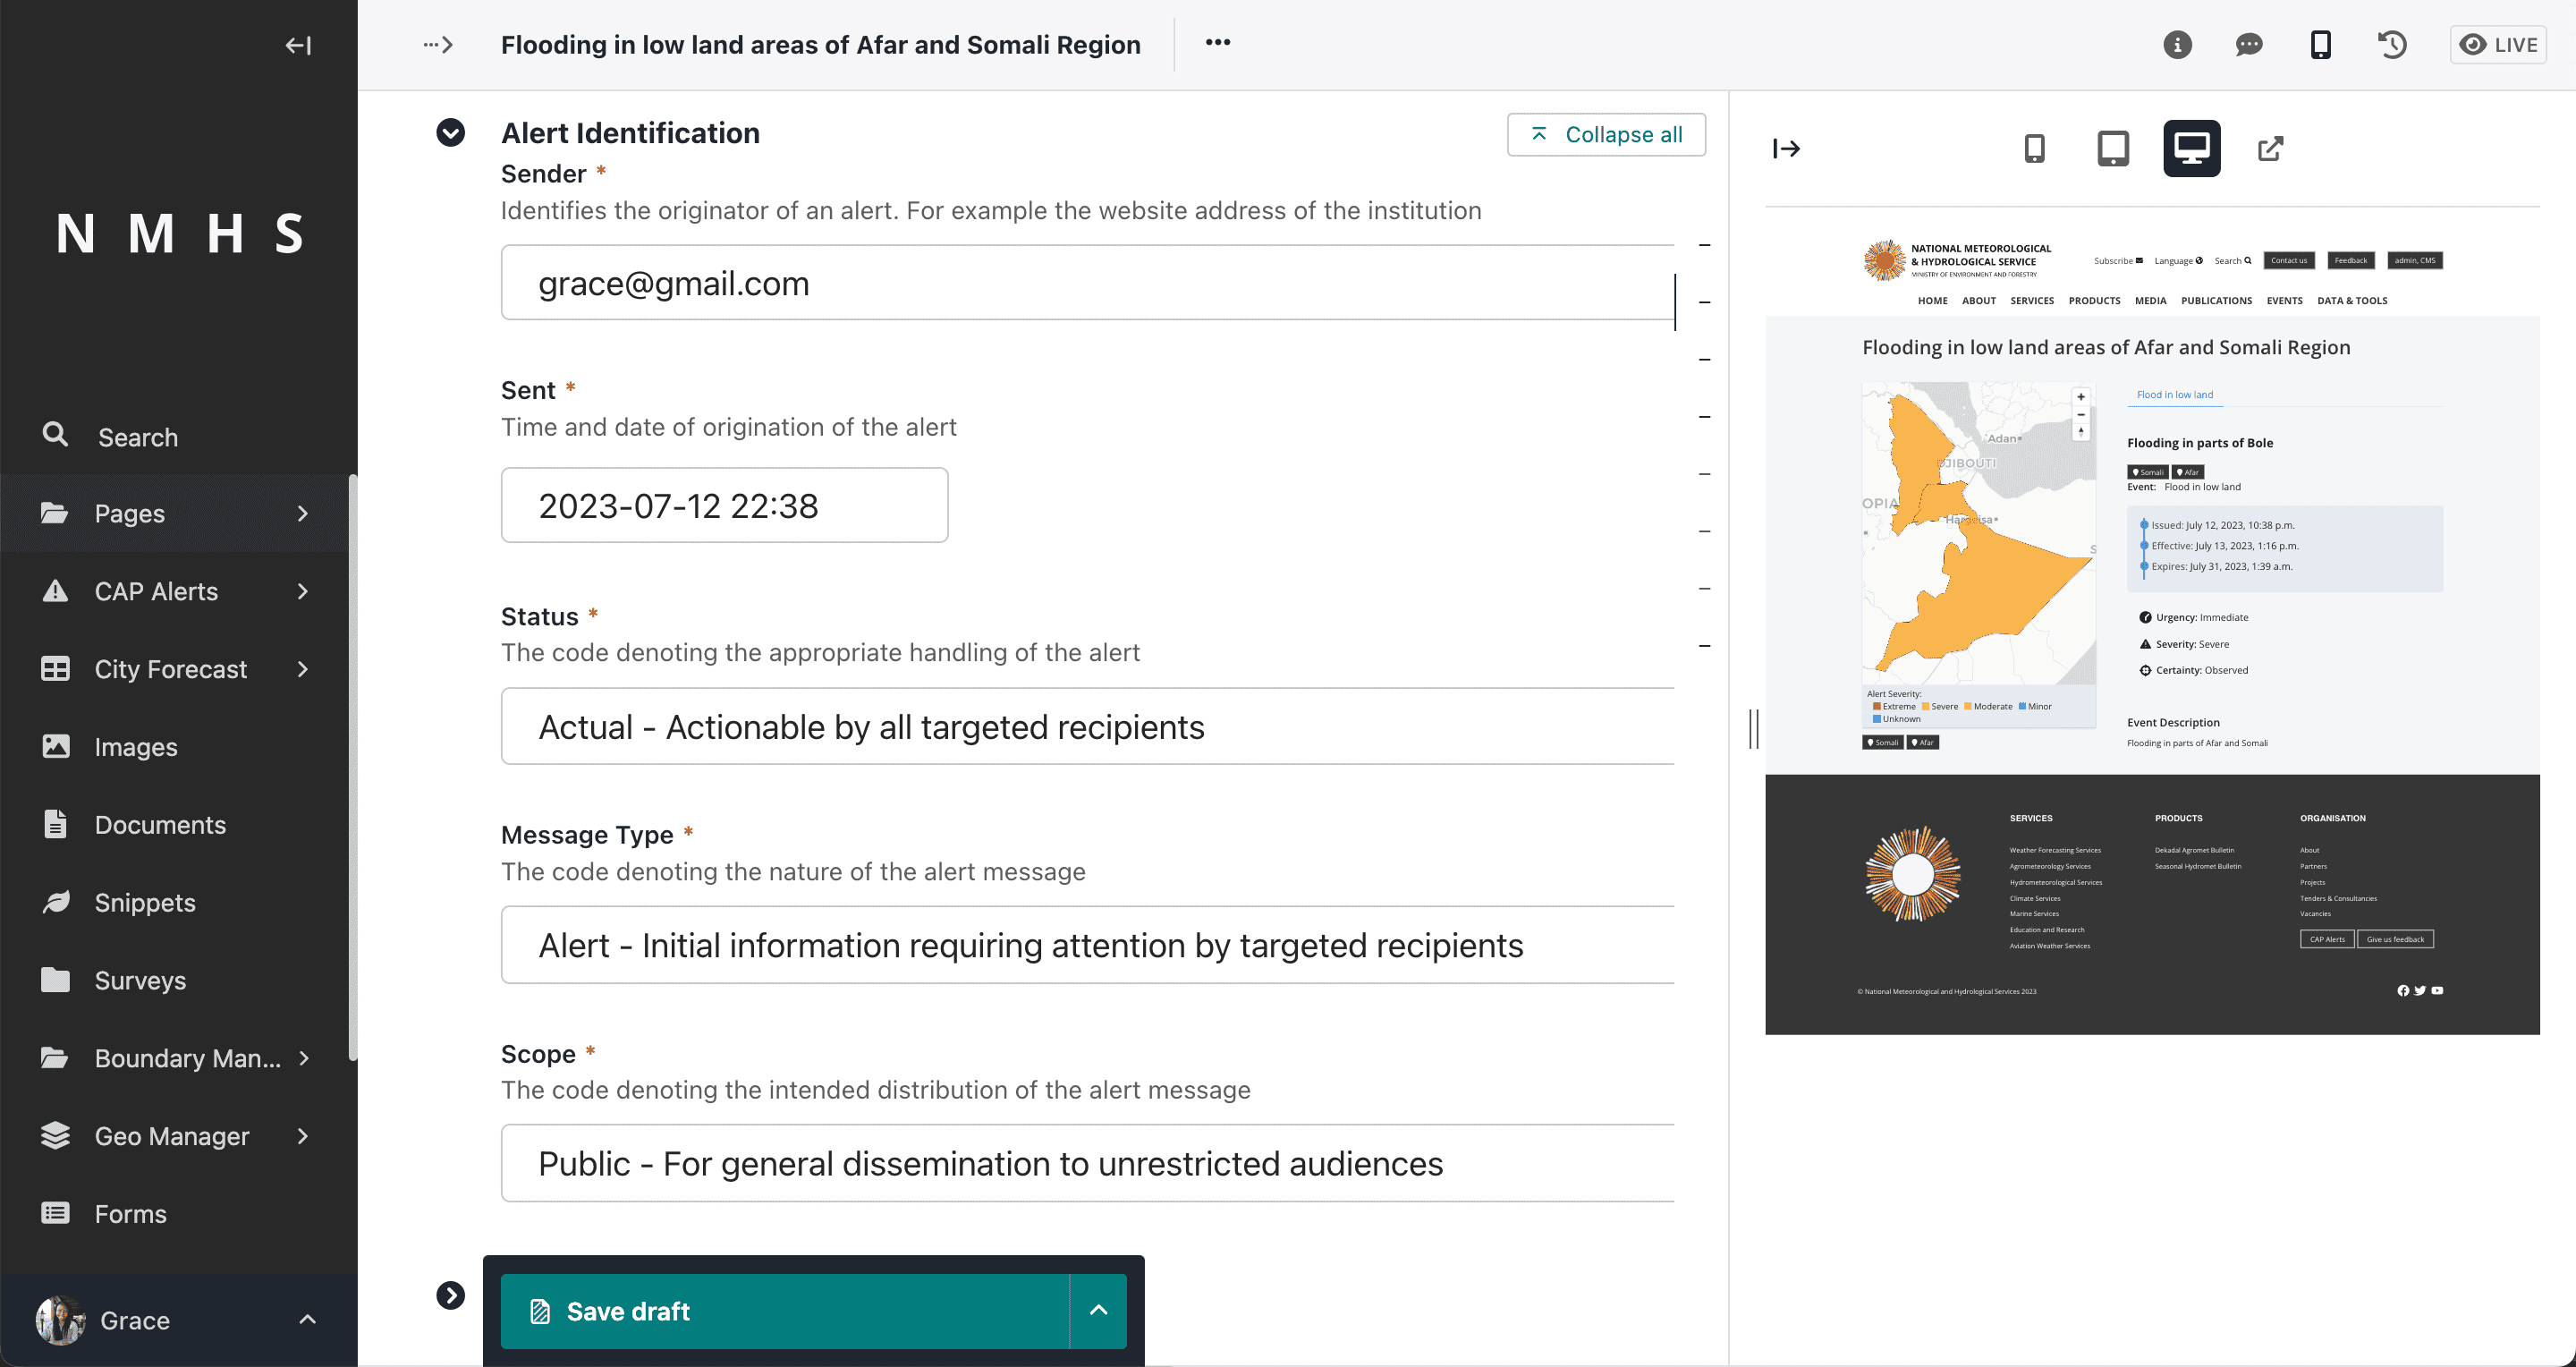 NMHS
Search
Pages
CAP Alerts
City Forecast
Images
Documents
Snippets
Surveys
Boundary Man...
Geo Manager
Forms
Grace
Flooding in low land areas of Afar and Somali Region
LIVE
Alert Identification
Collapse all
Sender *
Identifies the originator of an alert. For example the website address of the institution
grace@gmail.com
Sent *
Time and date of origination of the alert
2023-07-12 22:38
Status *
The code denoting the appropriate handling of the alert
Actual - Actionable by all targeted recipients
Message Type *
The code denoting the nature of the alert message
Alert - Initial information requiring attention by targeted recipients
Scope *
The code denoting the intended distribution of the alert message
Public - For general dissemination to unrestricted audiences
Save draft
NATIONAL METEOROLOGICAL
& HYDROLOGICAL SERVICE
MINISTRY OF ENVIRONMENT AND FORESTRY
Subscribe Language Search Contact us Feedback admin, CMS
HOME ABOUT SERVICES PRODUCTS MEDIA PUBLICATIONS EVENTS DATA & TOOLS
Flooding in low land areas of Afar and Somali Region
'Adan
DJIBOUTI
OPIA
Hargeisa
S
Alert Severity:
Extreme Severe Moderate Minor
Unknown
Somali Afar
Flood in low land
Flooding in parts of Bole
Somali Afar
Event: Flood in low land
Issued: July 12, 2023, 10:38 p.m.
Effective: July 13, 2023, 1:16 p.m.
Expires: July 31, 2023, 1:39 a.m.
Urgency: Immediate
Severity: Severe
Certainty: Observed
Event Description
Flooding in parts of Afar and Somali
SERVICES
Weather Forecasting Services
Agrometeorology Services
Hydrometeorological Services
Climate Services
Marine Services
Education and Research
Aviation Weather Services
PRODUCTS
Dekadal Agromet Bulletin
Seasonal Hydromet Bulletin
ORGANISATION
About
Partners
Projects
Tenders & Consultancies
Vacancies
CAP Alerts Give us feedback
© National Meteorological and Hydrological Services 2023